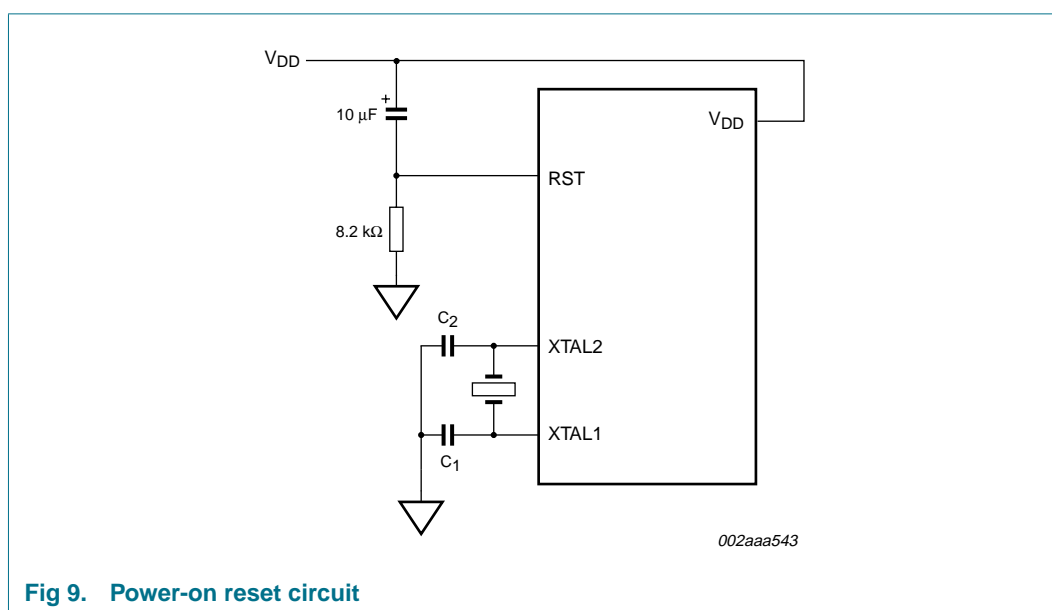 VDD
+
10 μF
VDD
RST
8.2 kΩ
C2
XTAL2
XTAL1
C1
002aaa543
Fig 9. Power-on reset circuit